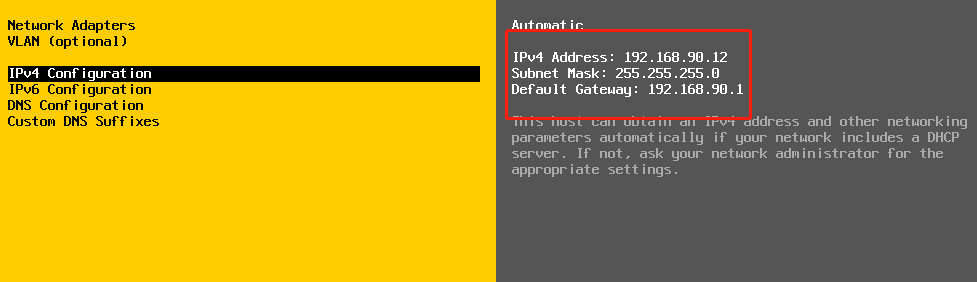 Network Adapters
VLAN (optional)
IPv4 Configuration
IPv6 Configuration
DNS Configuration
Custom DNS Suffixes
Automatic
IPv4 Address: 192.168.90.12
Subnet Mask: 255.255.255.0
Default Gateway: 192.168.90.1
This host can obtain an IPv4 address and other networking
parameters automatically if your network includes a DHCP
server. If not, ask your network administrator for the
appropriate settings.